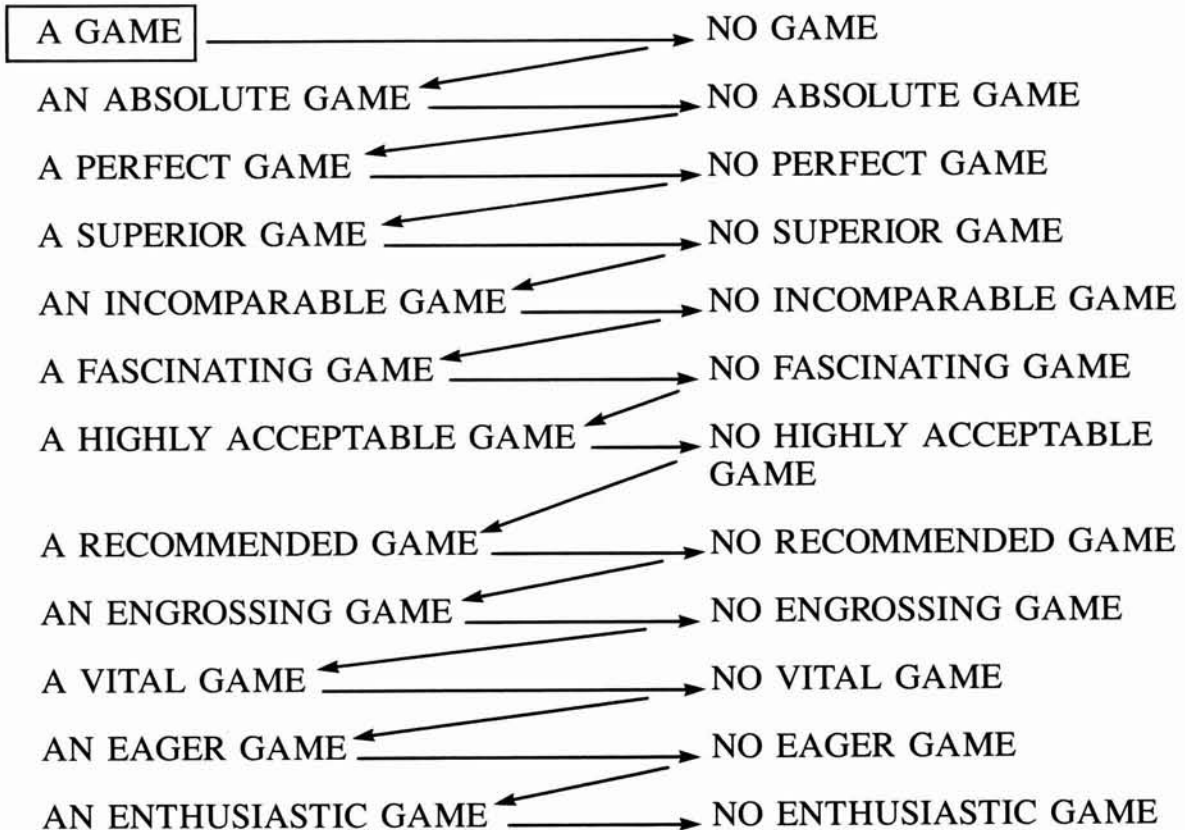 A GAME NO GAME
AN ABSOLUTE GAME NO ABSOLUTE GAME
A PERFECT GAME NO PERFECT GAME
A SUPERIOR GAME NO SUPERIOR GAME
AN INCOMPARABLE GAME NO INCOMPARABLE GAME
A FASCINATING GAME NO FASCINATING GAME
A HIGHLY ACCEPTABLE GAME NO HIGHLY ACCEPTABLE
GAME
A RECOMMENDED GAME NO RECOMMENDED GAME
AN ENGROSSING GAME NO ENGROSSING GAME
A VITAL GAME NO VITAL GAME
AN EAGER GAME NO EAGER GAME
AN ENTHUSIASTIC GAME NO ENTHUSIASTIC GAME